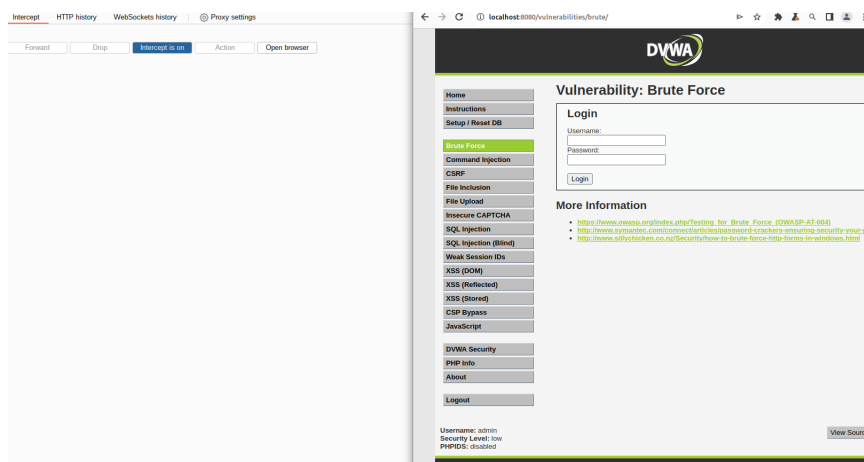 Intercept HTTP history WebSockets history Proxy settings
Forward Drop Intercept is on Action Open browser
localhost:8080/vulnerabilities/brute/
DVWA
Home
Instructions
Setup / Reset DB
Brute Force
Command Injection
CSRF
File Inclusion
File Upload
Insecure CAPTCHA
SQL Injection
SQL Injection (Blind)
Weak Session IDs
XSS (DOM)
XSS (Reflected)
XSS (Stored)
CSP Bypass
JavaScript
DVWA Security
PHP Info
About
Logout
Vulnerability: Brute Force
Login
Username:
Password:
Login
More Information
https://www.owasp.org/index.php/Testing_for_Brute_Force_(OWASP-AT-004)
http://www.symantec.com/connect/articles/password-crackers-ensuring-security-your-
http://www.sillychicken.co.nz/Security/how-to-brute-force-http-forms-in-windows.html
Username: admin
Security Level: low
PHPIDS: disabled
View Sourc